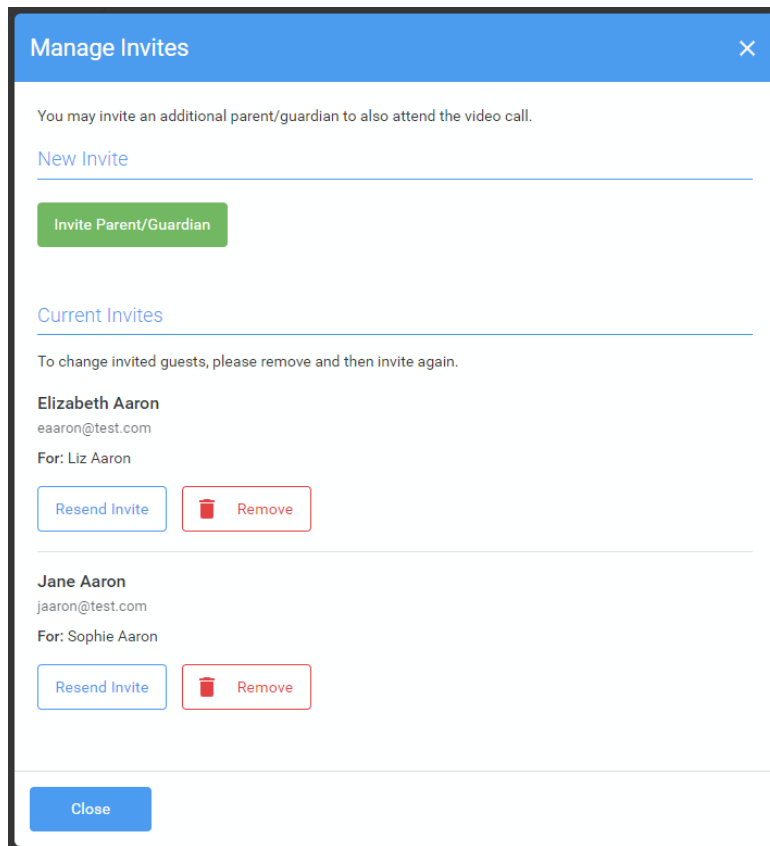 Manage Invites
You may invite an additional parent/guardian to also attend the video call.
New Invite
Invite Parent/Guardian
Current Invites
To change invited guests, please remove and then invite again.
Elizabeth Aaron
eaaron@test.com
For: Liz Aaron
Resend Invite Remove
Jane Aaron
jaaron@test.com
For: Sophie Aaron
Resend Invite Remove
Close